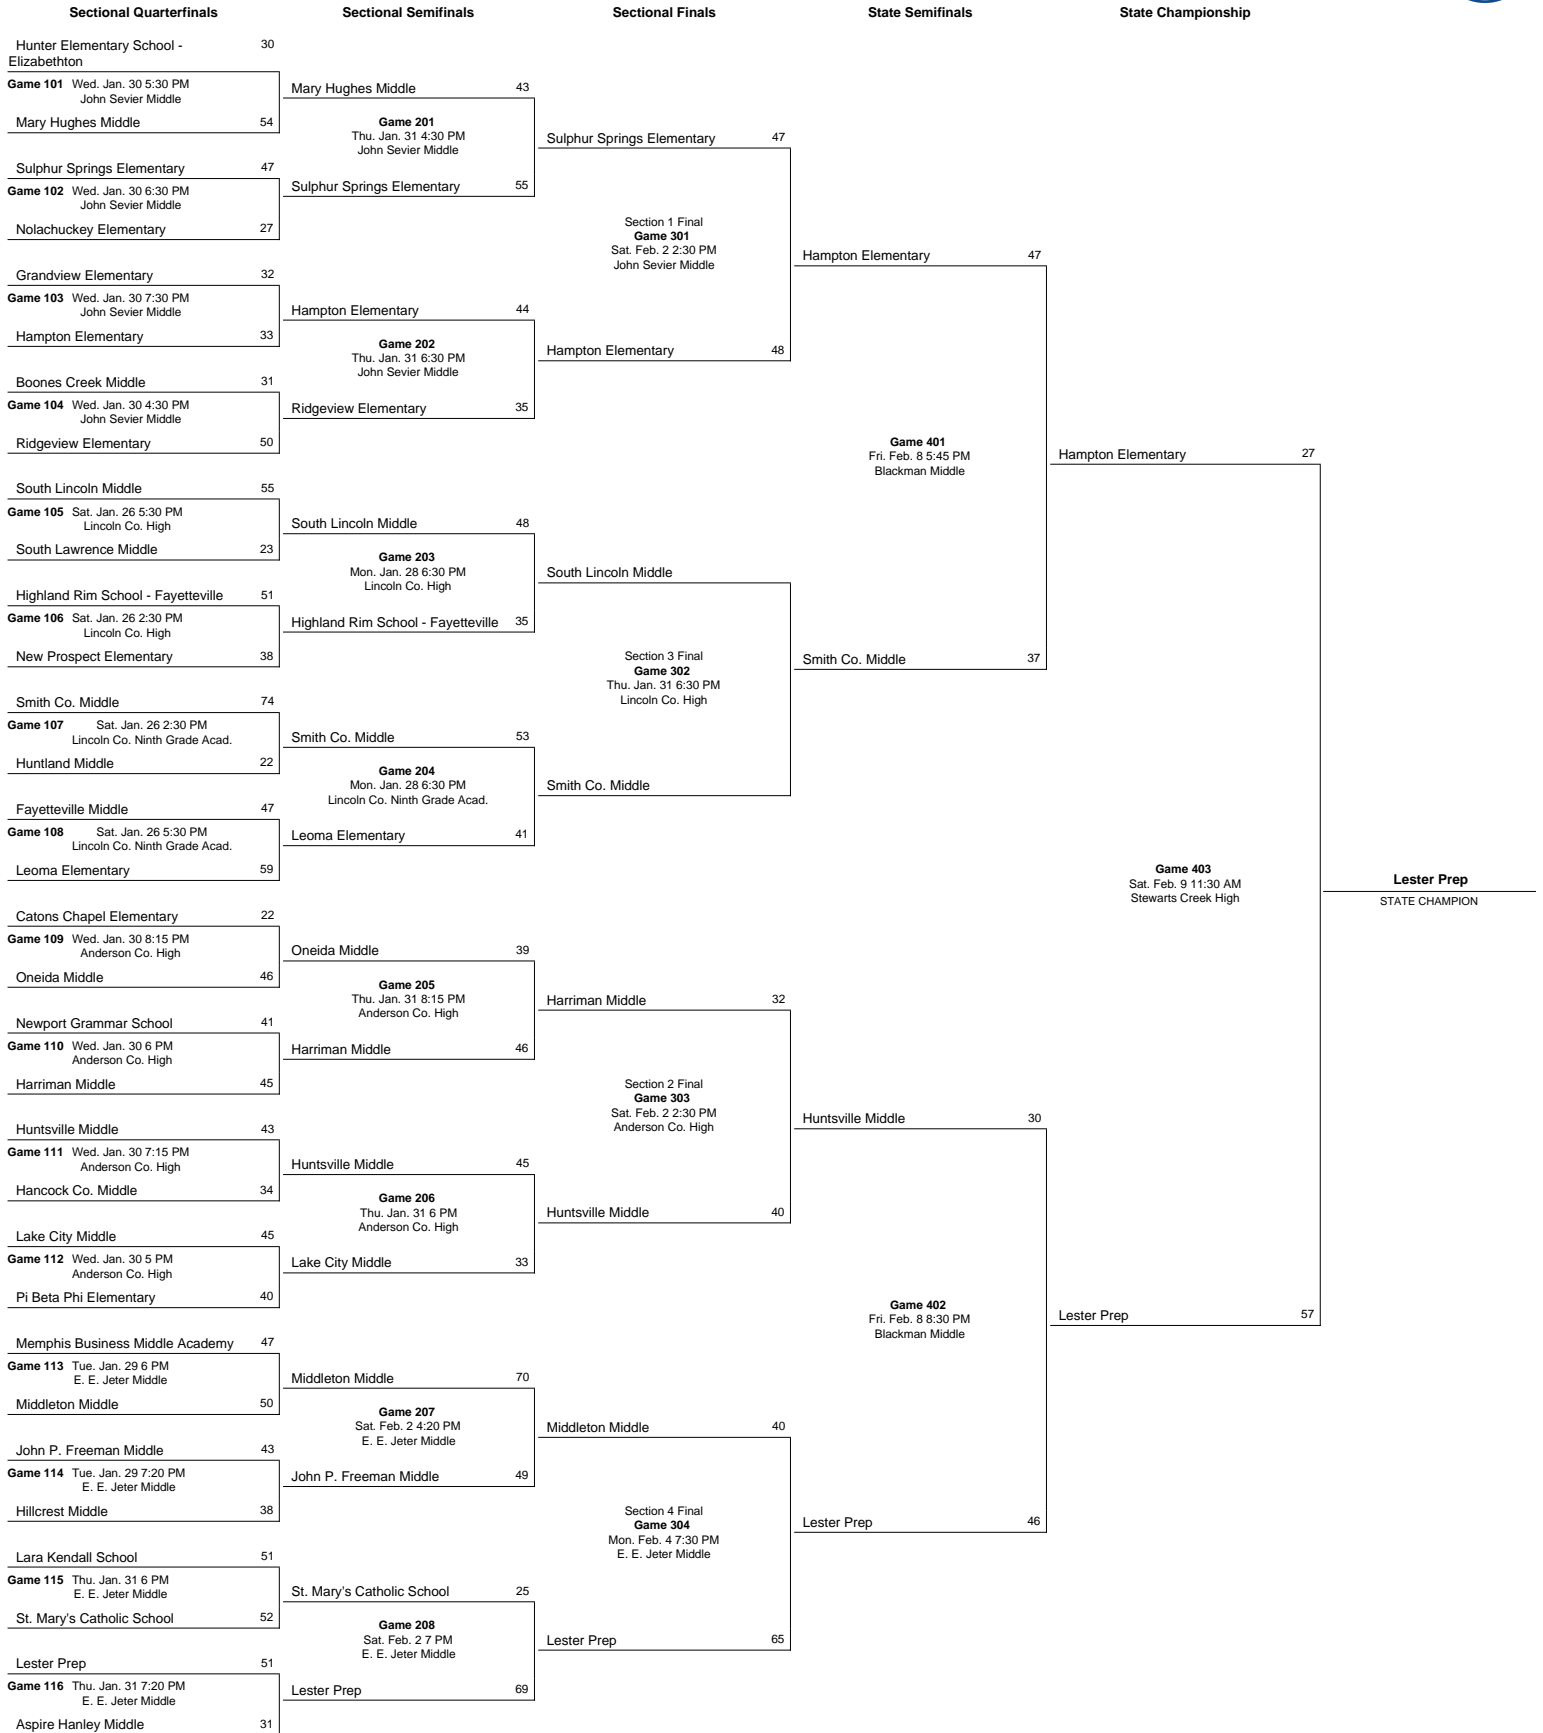 Sectional Quarterfinals
Sectional Semifinals
Sectional Finals
State Semifinals
State Championship
Hunter Elementary School - 30
Elizabethton
Game 101 Wed. Jan. 30 5:30 PM
John Sevier Middle
Mary Hughes Middle 54
Sulphur Springs Elementary 47
Game 102 Wed. Jan. 30 6:30 PM
John Sevier Middle
Nolachuckey Elementary 27
Grandview Elementary 32
Game 103 Wed. Jan. 30 7:30 PM
John Sevier Middle
Hampton Elementary 33
Boones Creek Middle 31
Game 104 Wed. Jan. 30 4:30 PM
John Sevier Middle
Ridgeview Elementary 50
South Lincoln Middle 55
Game 105 Sat. Jan. 26 5:30 PM
Lincoln Co. High
South Lawrence Middle 23
Highland Rim School - Fayetteville 51
Game 106 Sat. Jan. 26 2:30 PM
Lincoln Co. High
New Prospect Elementary 38
Smith Co. Middle 74
Game 107 Sat. Jan. 26 2:30 PM
Lincoln Co. Ninth Grade Acad.
Huntland Middle 22
Fayetteville Middle 47
Game 108 Sat. Jan. 26 5:30 PM
Lincoln Co. Ninth Grade Acad.
Leoma Elementary 59
Catons Chapel Elementary 22
Game 109 Wed. Jan. 30 8:15 PM
Anderson Co. High
Oneida Middle 46
Newport Grammar School 41
Game 110 Wed. Jan. 30 6 PM
Anderson Co. High
Harriman Middle 45
Huntsville Middle 43
Game 111 Wed. Jan. 30 7:15 PM
Anderson Co. High
Hancock Co. Middle 34
Lake City Middle 45
Game 112 Wed. Jan. 30 5 PM
Anderson Co. High
Pi Beta Phi Elementary 40
Memphis Business Middle Academy 47
Game 113 Tue. Jan. 29 6 PM
E. E. Jeter Middle
Middleton Middle 50
John P. Freeman Middle 43
Game 114 Tue. Jan. 29 7:20 PM
E. E. Jeter Middle
Hillcrest Middle 38
Lara Kendall School 51
Game 115 Thu. Jan. 31 6 PM
E. E. Jeter Middle
St. Mary's Catholic School 52
Lester Prep 51
Game 116 Thu. Jan. 31 7:20 PM
E. E. Jeter Middle
Aspire Hanley Middle 31
Mary Hughes Middle 43
Game 201
Thu. Jan. 31 4:30 PM
John Sevier Middle
Sulphur Springs Elementary 55
Hampton Elementary 44
Game 202
Thu. Jan. 31 6:30 PM
John Sevier Middle
Ridgeview Elementary 35
South Lincoln Middle 48
Game 203
Mon. Jan. 28 6:30 PM
Lincoln Co. High
Highland Rim School - Fayetteville 35
Smith Co. Middle 53
Game 204
Mon. Jan. 28 6:30 PM
Lincoln Co. Ninth Grade Acad.
Leoma Elementary 41
Oneida Middle 39
Game 205
Thu. Jan. 31 8:15 PM
Anderson Co. High
Harriman Middle 46
Huntsville Middle 45
Game 206
Thu. Jan. 31 6 PM
Anderson Co. High
Lake City Middle 33
Middleton Middle 70
Game 207
Sat. Feb. 2 4:20 PM
E. E. Jeter Middle
John P. Freeman Middle 49
St. Mary's Catholic School 25
Game 208
Sat. Feb. 2 7 PM
E. E. Jeter Middle
Lester Prep 69
Sulphur Springs Elementary 47
Section 1 Final
Game 301
Sat. Feb. 2 2:30 PM
John Sevier Middle
Hampton Elementary 48
South Lincoln Middle
Section 3 Final
Game 302
Thu. Jan. 31 6:30 PM
Lincoln Co. High
Smith Co. Middle
Harriman Middle 32
Section 2 Final
Game 303
Sat. Feb. 2 2:30 PM
Anderson Co. High
Huntsville Middle 40
Middleton Middle 40
Section 4 Final
Game 304
Mon. Feb. 4 7:30 PM
E. E. Jeter Middle
Lester Prep 65
Hampton Elementary 47
Game 401
Fri. Feb. 8 5:45 PM
Blackman Middle
Smith Co. Middle 37
Huntsville Middle 30
Game 402
Fri. Feb. 8 8:30 PM
Blackman Middle
Lester Prep 46
Hampton Elementary 27
Game 403
Sat. Feb. 9 11:30 AM
Stewarts Creek High
Lester Prep 57
Lester Prep
STATE CHAMPION